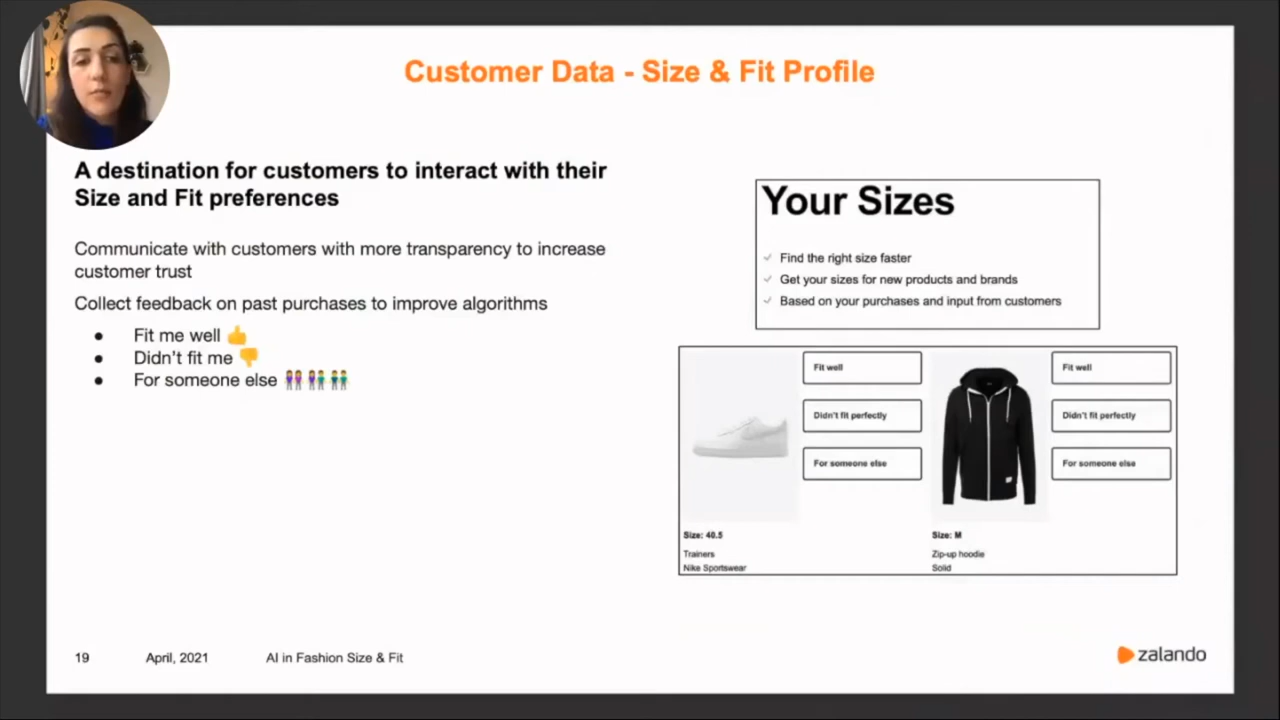 Customer Data - Size & Fit Profile
A destination for customers to interact with their
Size and Fit preferences
Communicate with customers with more transparency to increase
customer trust
Collect feedback on past purchases to improve algorithms
● Fit me well 👍
● Didn't fit me 👎
● For someone else 👭👫👬
Your Sizes
✓ Find the right size faster
✓ Get your sizes for new products and brands
✓ Based on your purchases and input from customers
Fit well
Didn't fit perfectly
For someone else
Size: 40.5
Trainers
Nike Sportswear
Fit well
Didn't fit perfectly
For someone else
Size: M
Zip-up hoodie
Solid
19 April, 2021 AI in Fashion Size & Fit
zalando